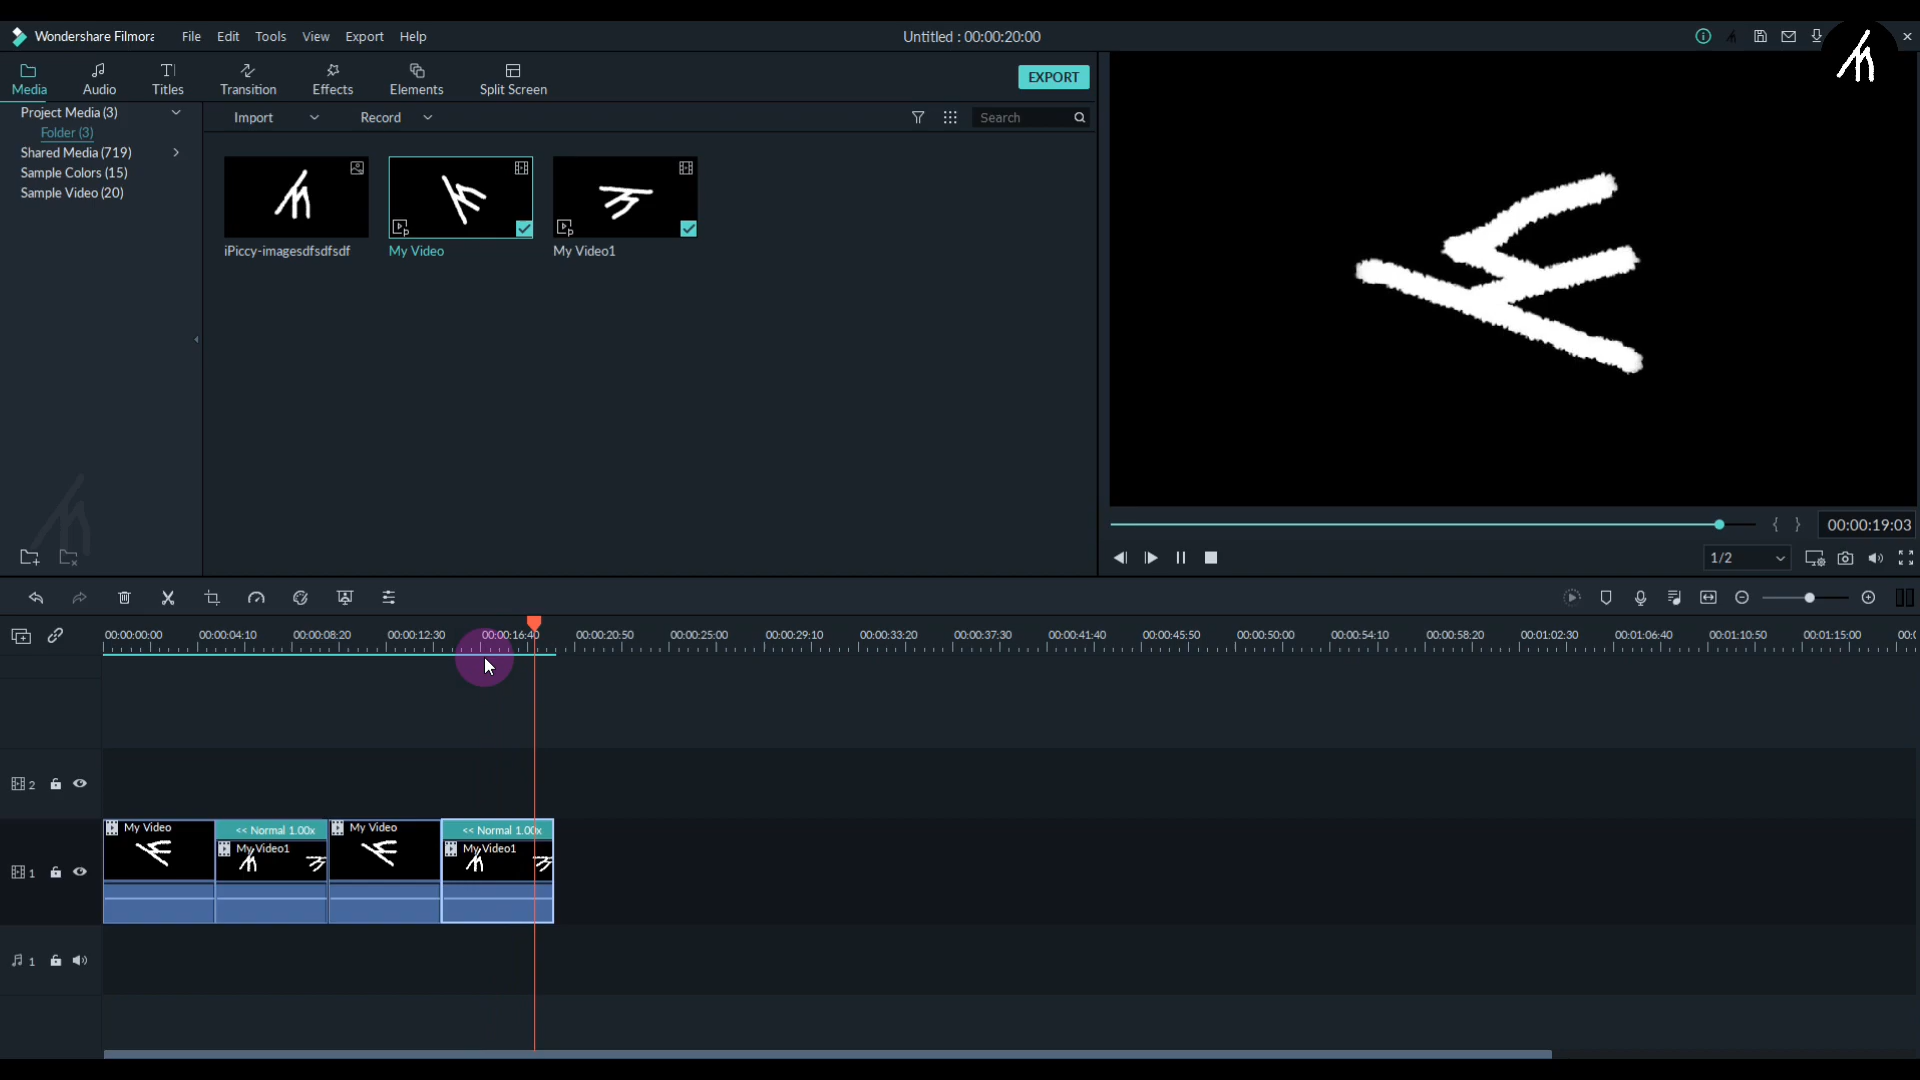 Wondershare Filmora File Edit Tools View Export Help Untitled : 00:00:20:00
Media Audio Titles Transition Effects Elements Split Screen EXPORT
Project Media (3) Import Record Search
Folder (3)
Shared Media (719)
Sample Colors (15)
Sample Video (20)
iPiccy-imagesdfsdfsdf My Video My Video1
{ } 00:00:19:03
1/2
00:00:00:00 00:00:04:10 00:00:08:20 00:00:12:30 00:00:16:40 00:00:20:50 00:00:25:00 00:00:29:10 00:00:33:20 00:00:37:30 00:00:41:40 00:00:45:50 00:00:50:00 00:00:54:10 00:00:58:20 00:01:02:30 00:01:06:40 00:01:10:50 00:01:15:00
2
My Video << Normal 1.00x My Video << Normal 1.00x
My Video1 My Video1
1
1